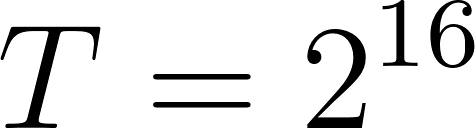 T = 2^{16}